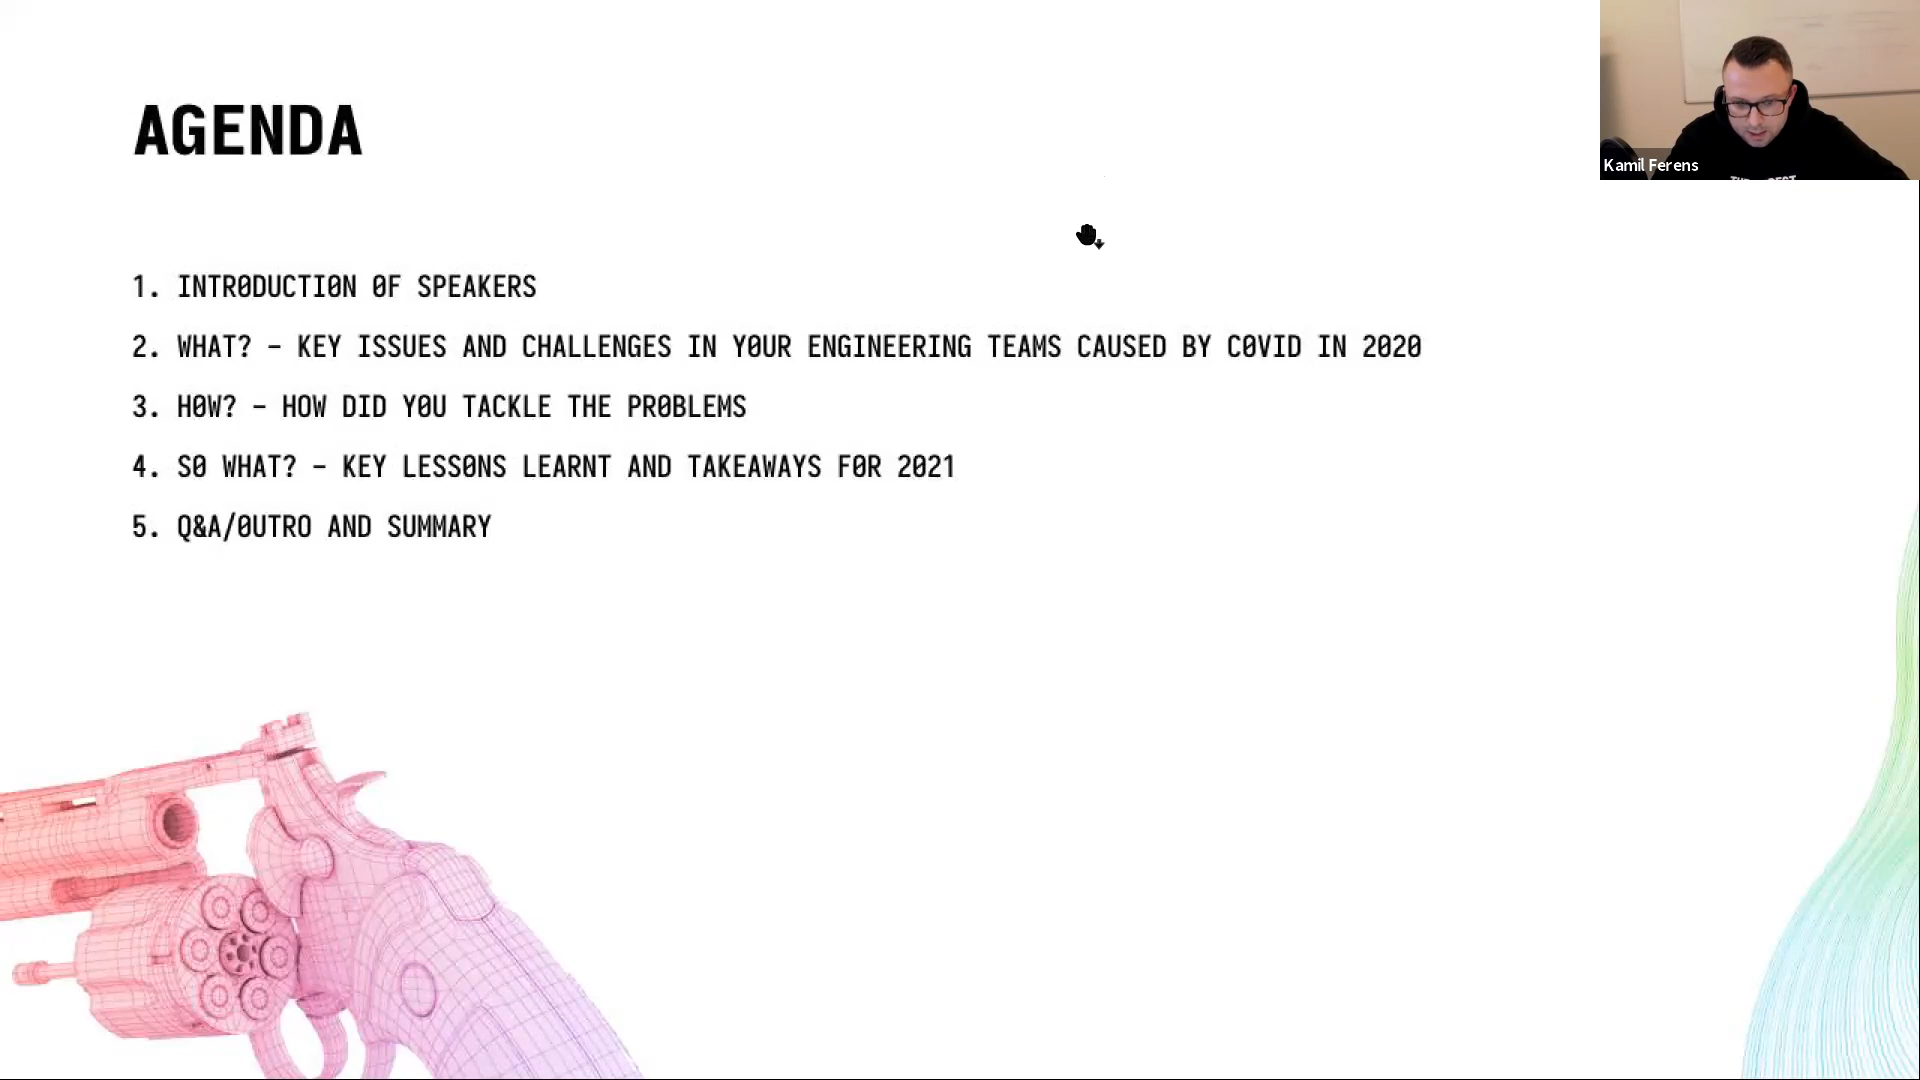 AGENDA
Kamil Ferens
1. INTRODUCTION OF SPEAKERS
2. WHAT? – KEY ISSUES AND CHALLENGES IN YOUR ENGINEERING TEAMS CAUSED BY COVID IN 2020
3. HOW? – HOW DID YOU TACKLE THE PROBLEMS
4. SO WHAT? – KEY LESSONS LEARNT AND TAKEAWAYS FOR 2021
5. Q&A/OUTRO AND SUMMARY